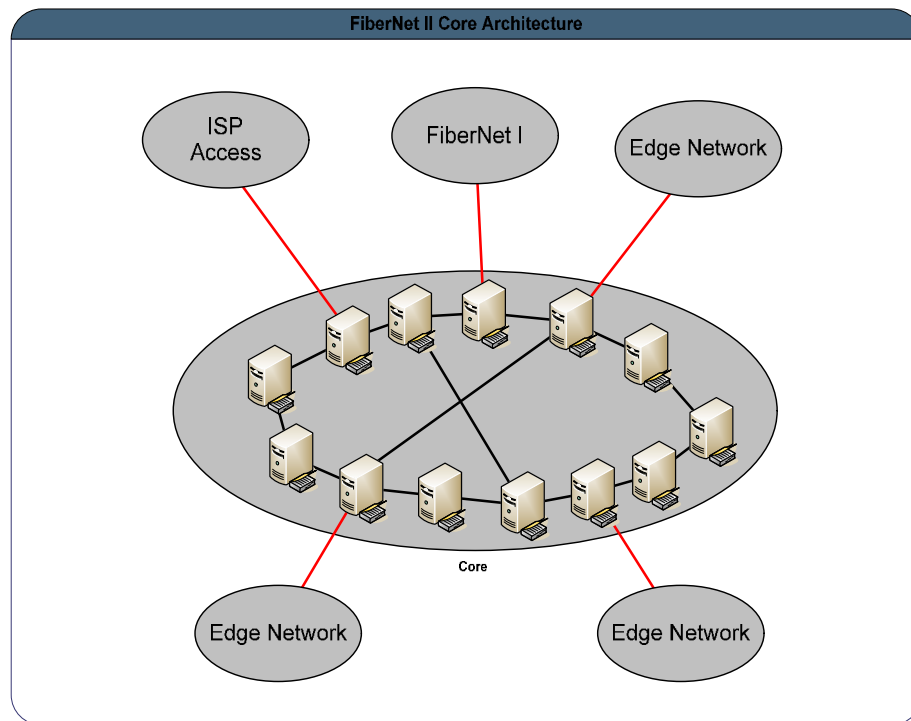 FiberNet II Core Architecture
ISP
Access
FiberNet I
Edge Network
Core
Edge Network
Edge Network